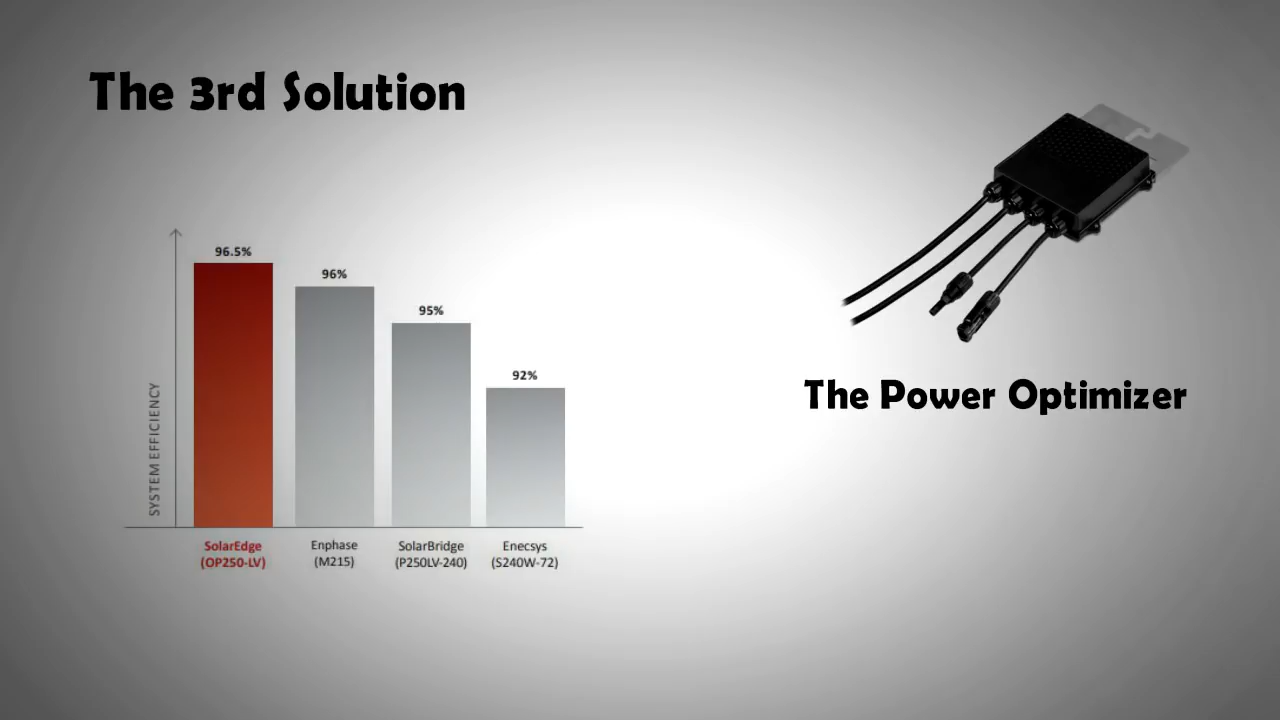 The 3rd Solution
96.5%
96%
95%
92%
SYSTEM EFFICIENCY
SolarEdge
(OP250-LV)
Enphase
(M215)
SolarBridge
(P250LV-240)
Enecsys
(S240W-72)
The Power Optimizer